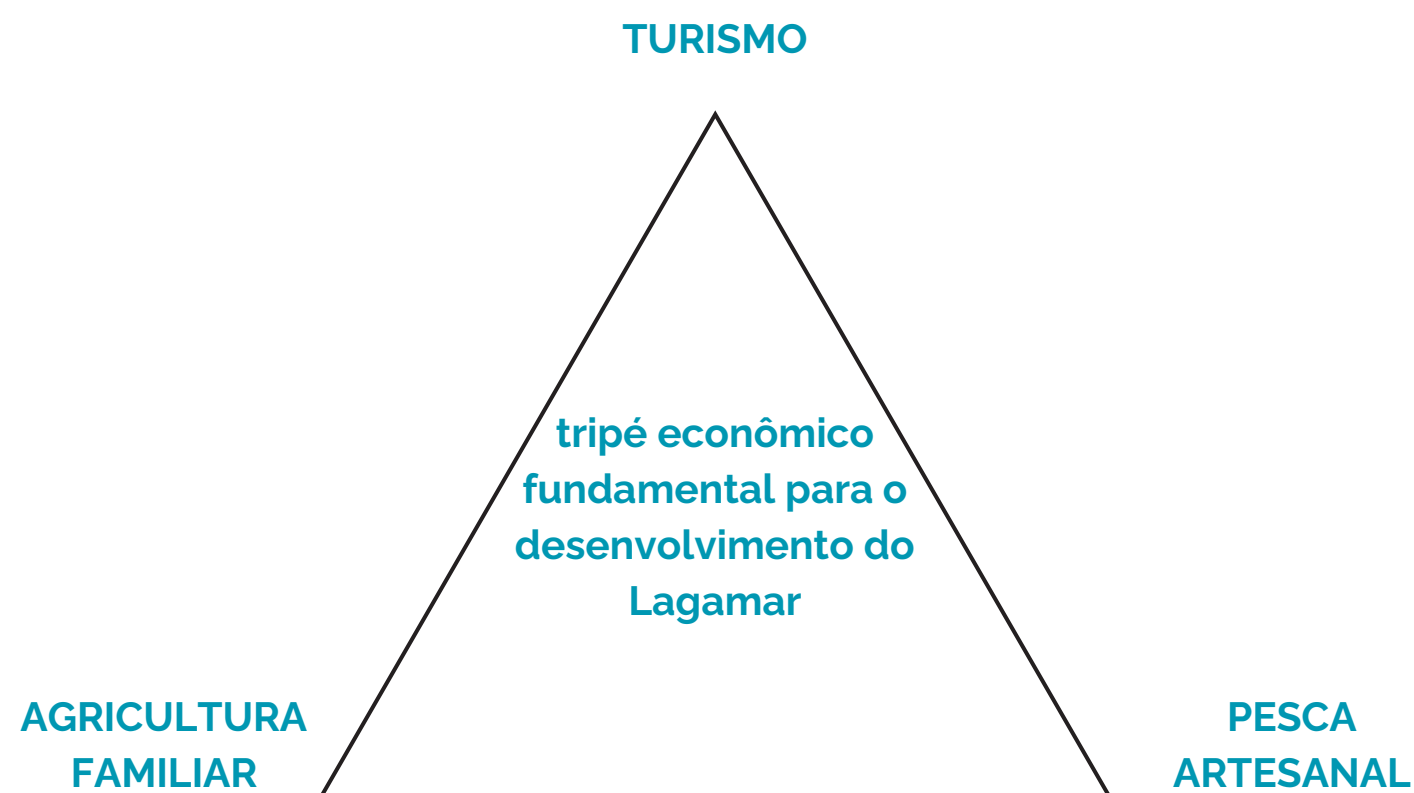 TURISMO
tripé econômico
fundamental para o
desenvolvimento do
Lagamar
AGRICULTURA
FAMILIAR
PESCA
ARTESANAL